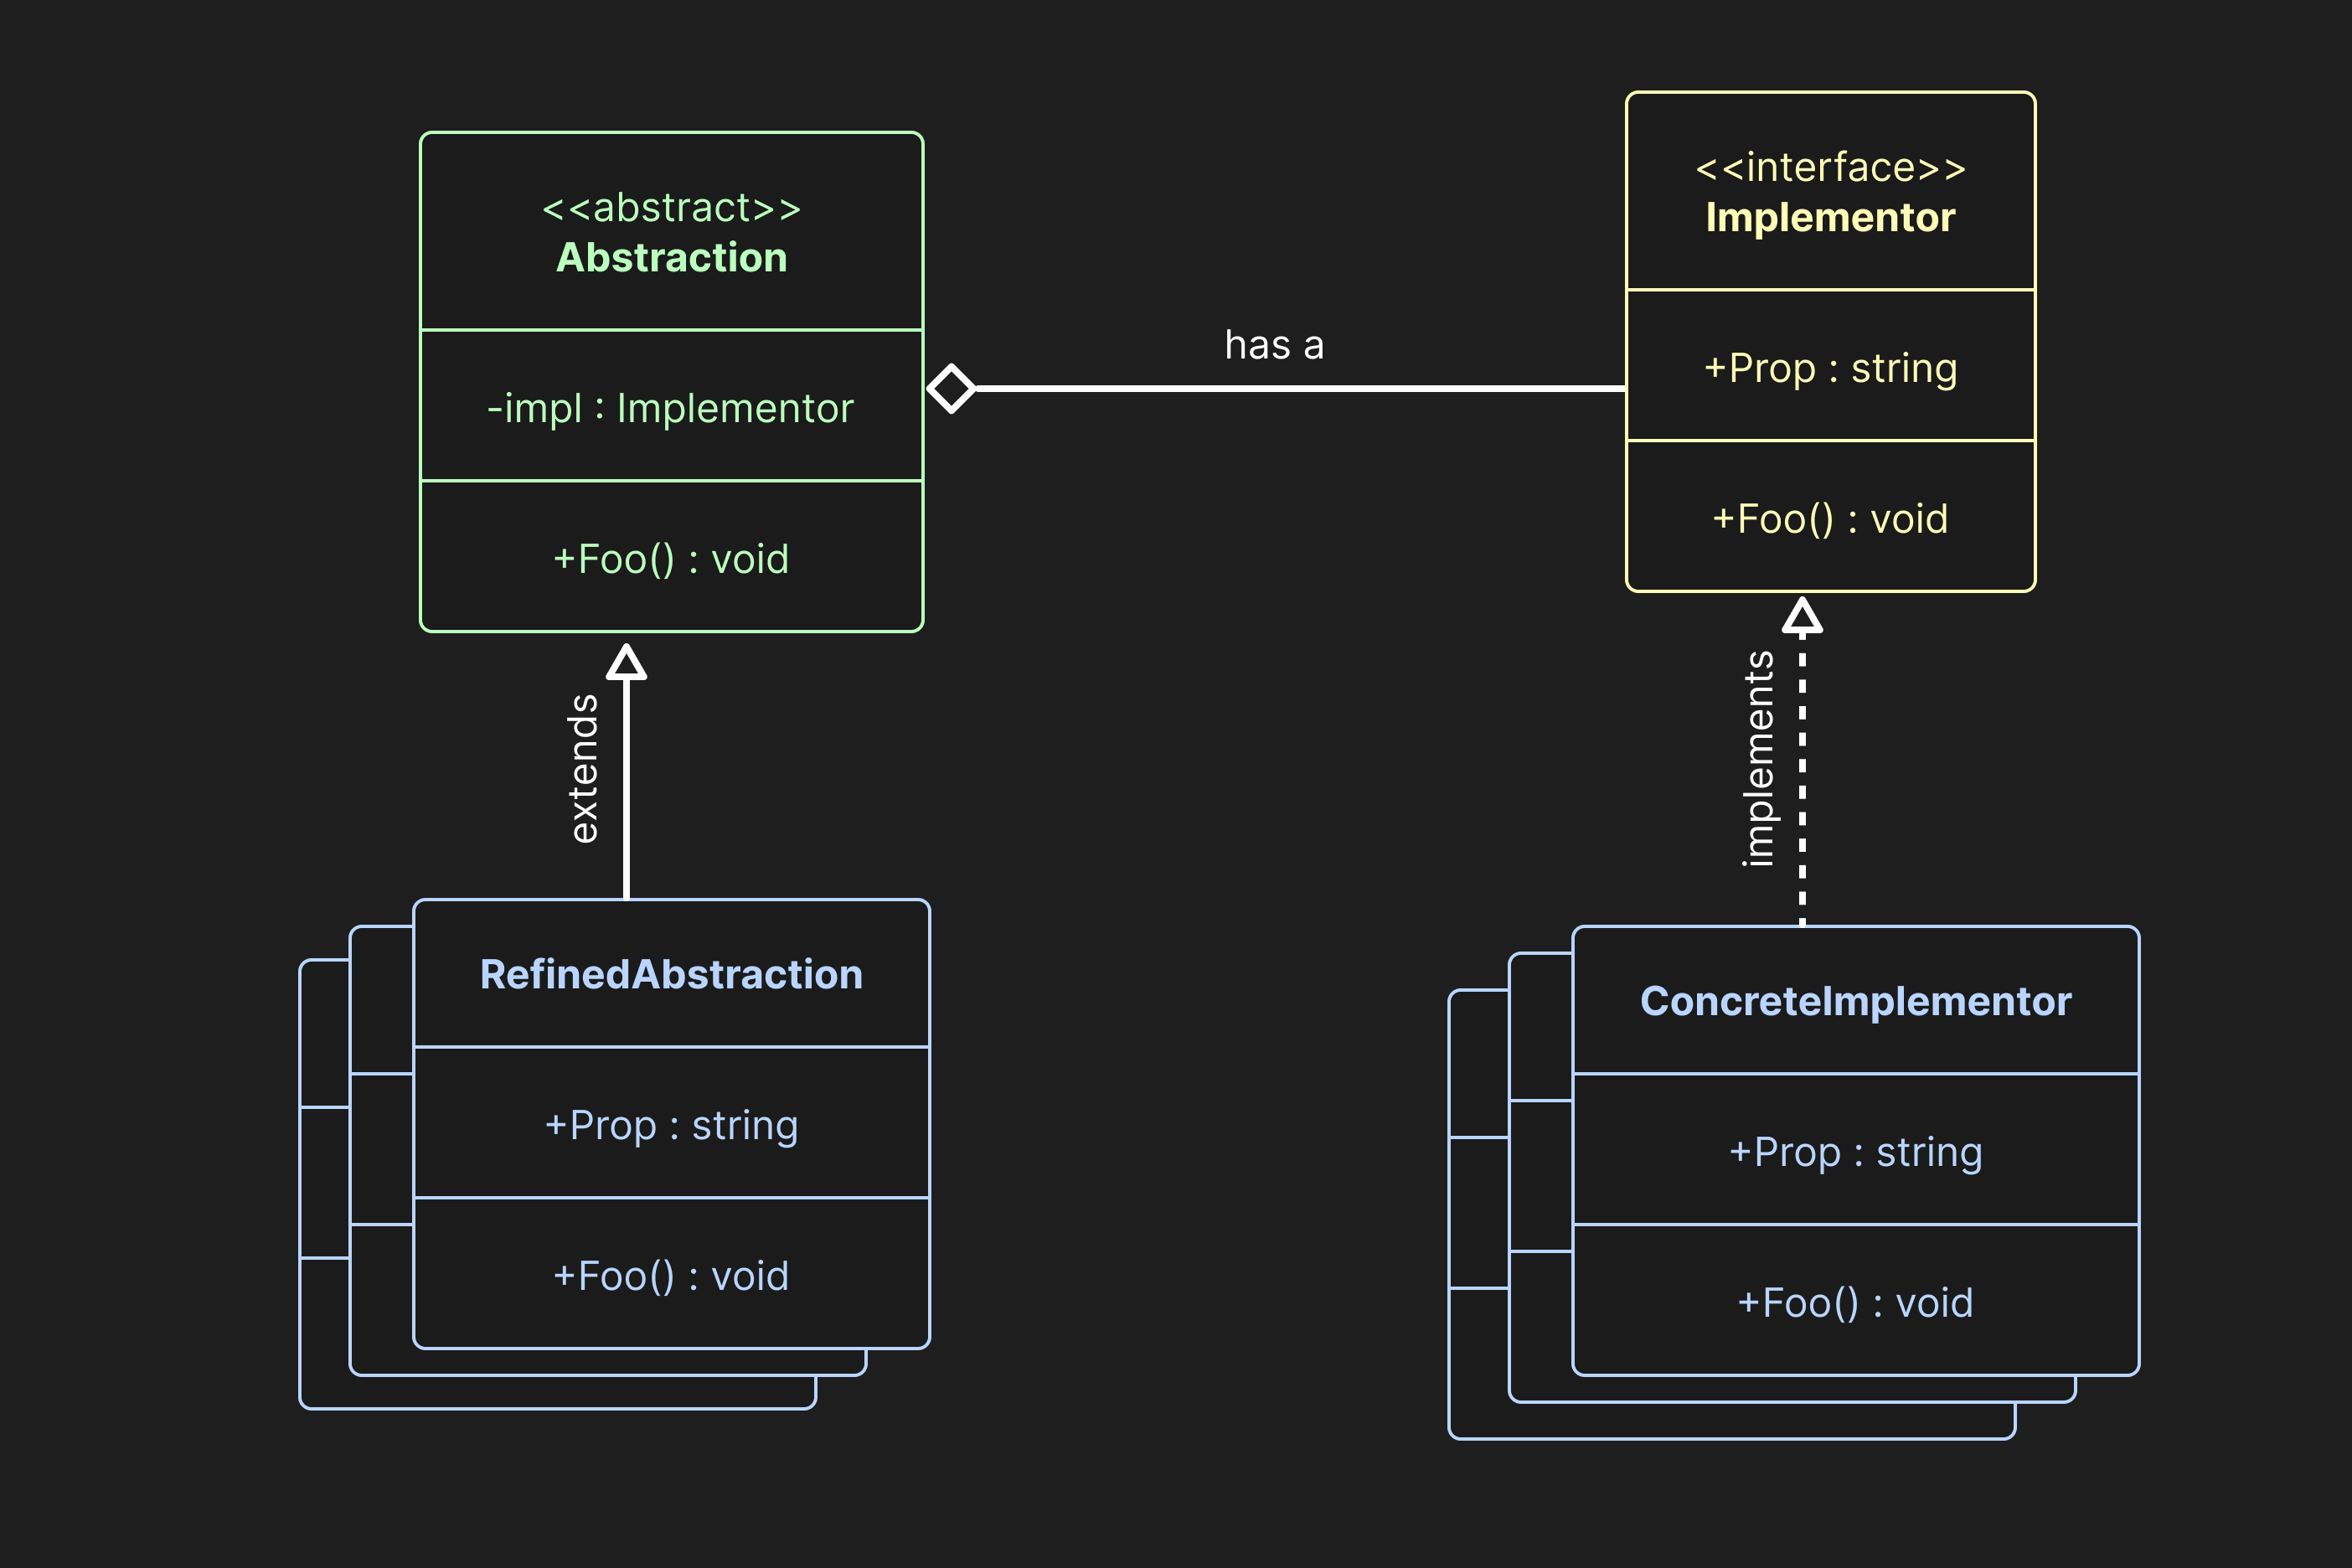 <<abstract>>
Abstraction
-impl : Implementor
+Foo() : void
has a
<<interface>>
Implementor
+Prop : string
+Foo() : void
extends
implements
RefinedAbstraction
+Prop : string
+Foo() : void
ConcreteImplementor
+Prop : string
+Foo() : void